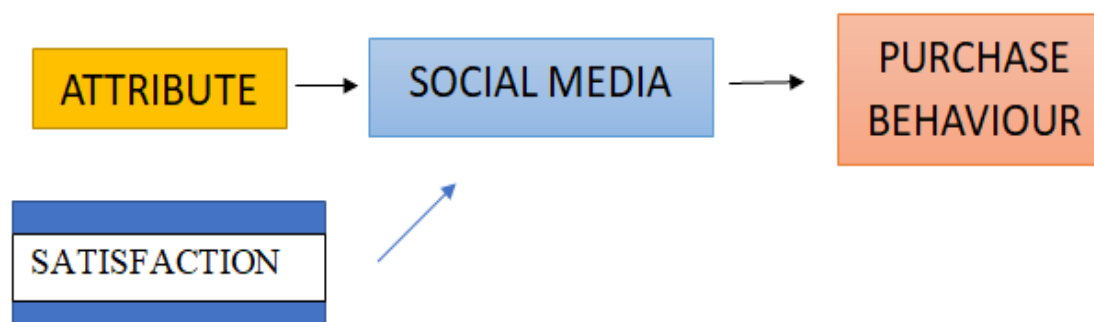 ATTRIBUTE
SOCIAL MEDIA
PURCHASE
BEHAVIOUR
SATISFACTION